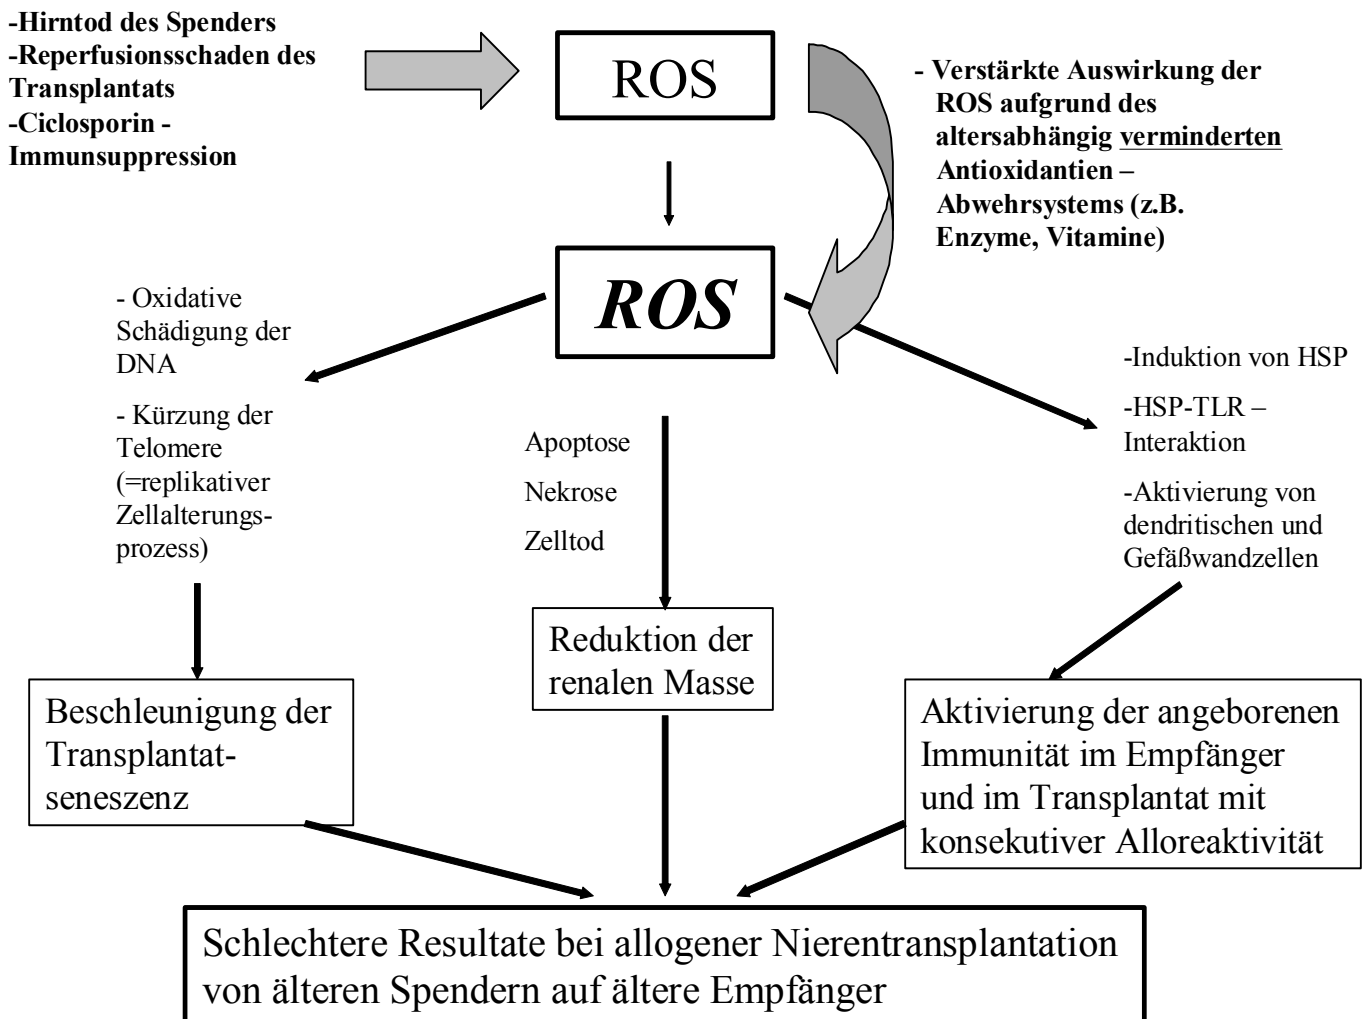 -Hirntod des Spenders
-Reperfusionsschaden des
Transplantats
-Ciclosporin -
Immunsuppression
ROS
- Verstärkte Auswirkung der
ROS aufgrund des
altersabhängig verminderten
Antioxidantien –
Abwehrsystems (z.B.
Enzyme, Vitamine)
ROS
- Oxidative
Schädigung der
DNA
- Kürzung der
Telomere
(=replikativer
Zellalterungs-
prozess)
Apoptose
Nekrose
Zelltod
-Induktion von HSP
-HSP-TLR –
Interaktion
-Aktivierung von
dendritischen und
Gefäßwandzellen
Beschleunigung der
Transplantat-
seneszenz
Reduktion der
renalen Masse
Aktivierung der angeborenen
Immunität im Empfänger
und im Transplantat mit
konsekutiver Alloreaktivität
Schlechtere Resultate bei allogener Nierentransplantation
von älteren Spendern auf ältere Empfänger